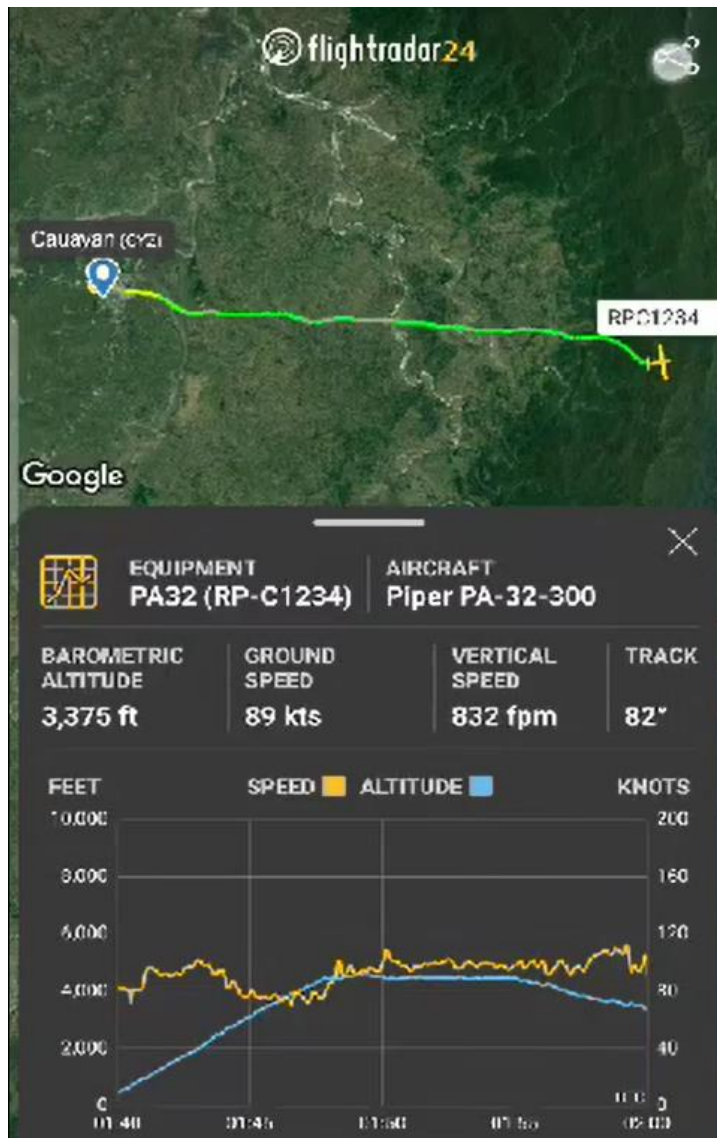 flightradar24
Cauayan (CYZ)
RPC1234
Google
EQUIPMENT
PA32 (RP-C1234)
AIRCRAFT
Piper PA-32-300
BAROMETRIC
ALTITUDE
3,375 ft
GROUND
SPEED
89 kts
VERTICAL
SPEED
832 fpm
TRACK
82°
FEET SPEED ALTITUDE KNOTS
10,000 200
8,000 160
6,000 120
4,000 80
2,000 40
0 0
01:40 01:45 01:50 01:55 02:00